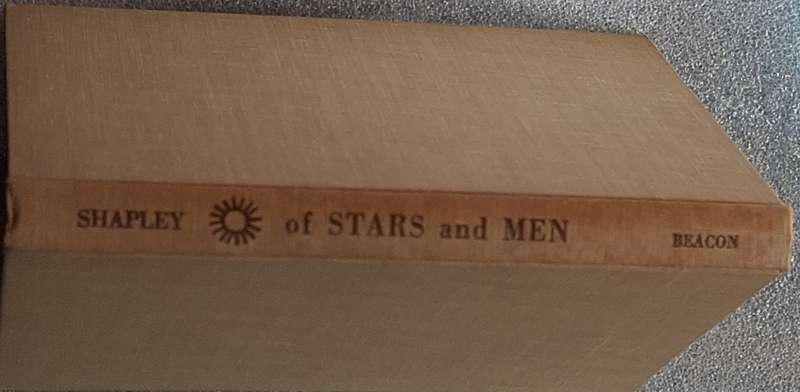 SHAPLEY of STARS and MEN BEACON